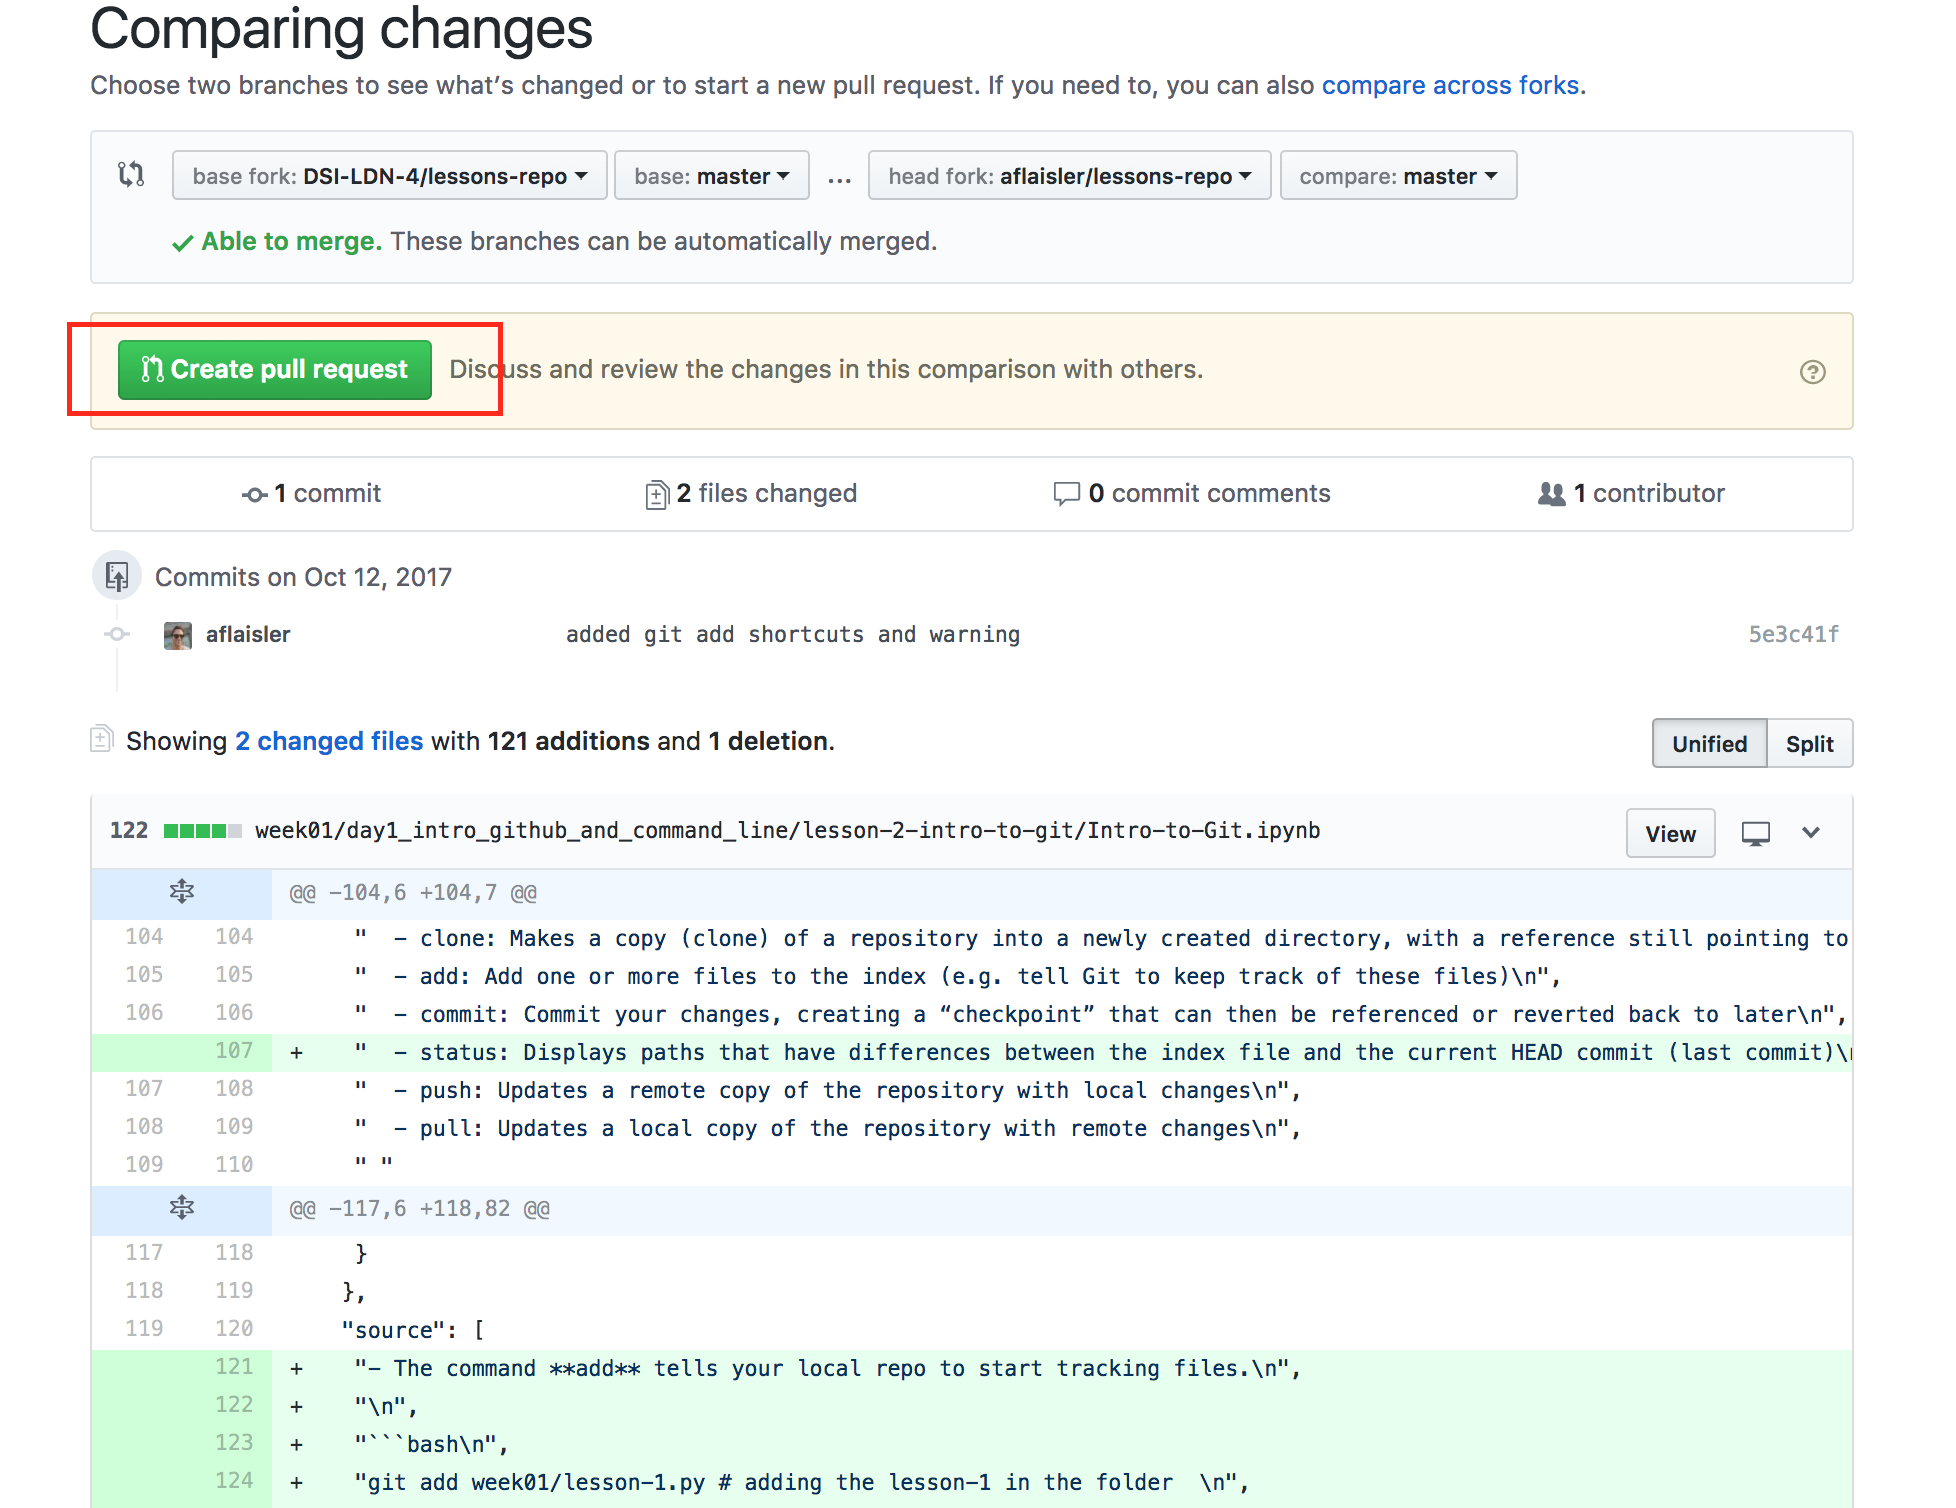 Comparing changes
Choose two branches to see what's changed or to start a new pull request. If you need to, you can also compare across forks.
base fork: DSI-LDN-4/lessons-repo base: master ... head fork: aflaisler/lessons-repo compare: master
Able to merge. These branches can be automatically merged.
Create pull request Discuss and review the changes in this comparison with others.
1 commit 2 files changed 0 commit comments 1 contributor
Commits on Oct 12, 2017
aflaisler added git add shortcuts and warning 5e3c41f
Showing 2 changed files with 121 additions and 1 deletion.
Unified Split
122 week01/day1_intro_github_and_command_line/lesson-2-intro-to-git/Intro-to-Git.ipynb View
@@ -104,6 +104,7 @@
104 104 " - clone: Makes a copy (clone) of a repository into a newly created directory, with a reference still pointing to
105 105 " - add: Add one or more files to the index (e.g. tell Git to keep track of these files)\n",
106 106 " - commit: Commit your changes, creating a “checkpoint” that can then be referenced or reverted back to later\n",
107 + " - status: Displays paths that have differences between the index file and the current HEAD commit (last commit)\n
107 108 " - push: Updates a remote copy of the repository with local changes\n",
108 109 " - pull: Updates a local copy of the repository with remote changes\n",
109 110 " "
@@ -117,6 +118,82 @@
117 118 }
118 119 },
119 120 "source": [
121 + "- The command **add** tells your local repo to start tracking files.\n",
122 + "\n",
123 + "```bash\n",
124 + "git add week01/lesson-1.py # adding the lesson-1 in the folder \n",